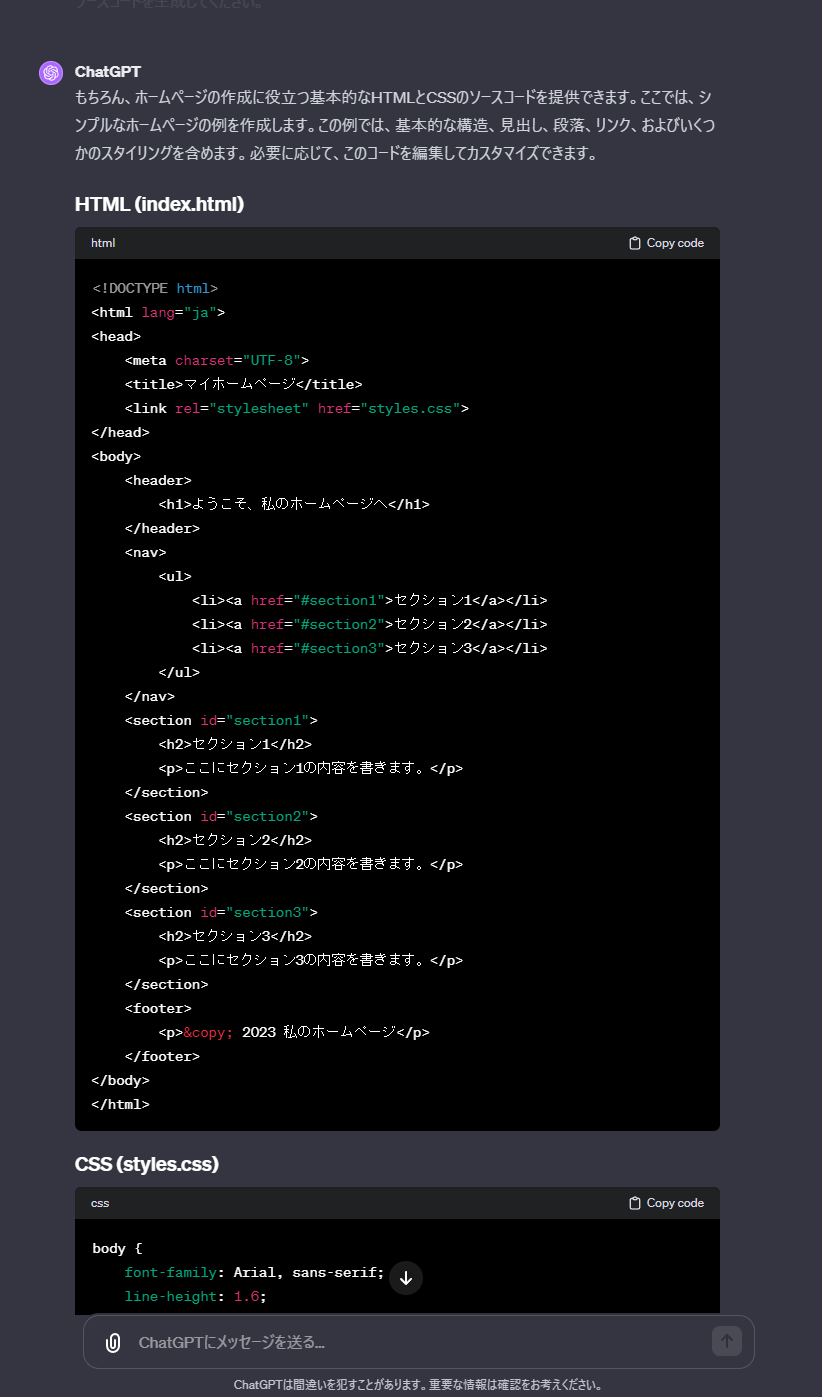 ソースコードを生成してください。
ChatGPT
もちろん、ホームページの作成に役立つ基本的なHTMLとCSSのソースコードを提供できます。ここでは、シ
ンプルなホームページの例を作成します。この例では、基本的な構造、見出し、段落、リンク、およびいくつ
かのスタイリングを含めます。必要に応じて、このコードを編集してカスタマイズできます。
HTML (index.html)
html Copy code
<!DOCTYPE html>
<html lang="ja">
<head>
    <meta charset="UTF-8">
    <title>マイホームページ</title>
    <link rel="stylesheet" href="styles.css">
</head>
<body>
    <header>
        <h1>ようこそ、私のホームページへ</h1>
    </header>
    <nav>
        <ul>
            <li><a href="#section1">セクション1</a></li>
            <li><a href="#section2">セクション2</a></li>
            <li><a href="#section3">セクション3</a></li>
        </ul>
    </nav>
    <section id="section1">
        <h2>セクション1</h2>
        <p>ここにセクション1の内容を書きます。</p>
    </section>
    <section id="section2">
        <h2>セクション2</h2>
        <p>ここにセクション2の内容を書きます。</p>
    </section>
    <section id="section3">
        <h2>セクション3</h2>
        <p>ここにセクション3の内容を書きます。</p>
    </section>
    <footer>
        <p>&copy; 2023 私のホームページ</p>
    </footer>
</body>
</html>
CSS (styles.css)
css Copy code
body {
    font-family: Arial, sans-serif;
    line-height: 1.6;
ChatGPTにメッセージを送る...
ChatGPTは間違いを犯すことがあります。重要な情報は確認をお考えください。